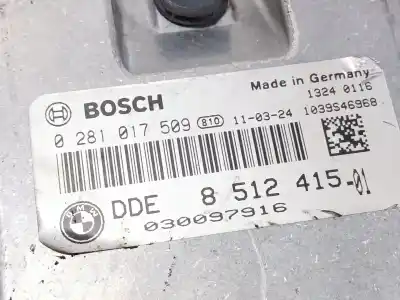 BOSCH
Made in Germany
1324 0116
0 281 017 509 810 11-03-24 1039S46968
BMW
DDE 8 512 415-01
030097916